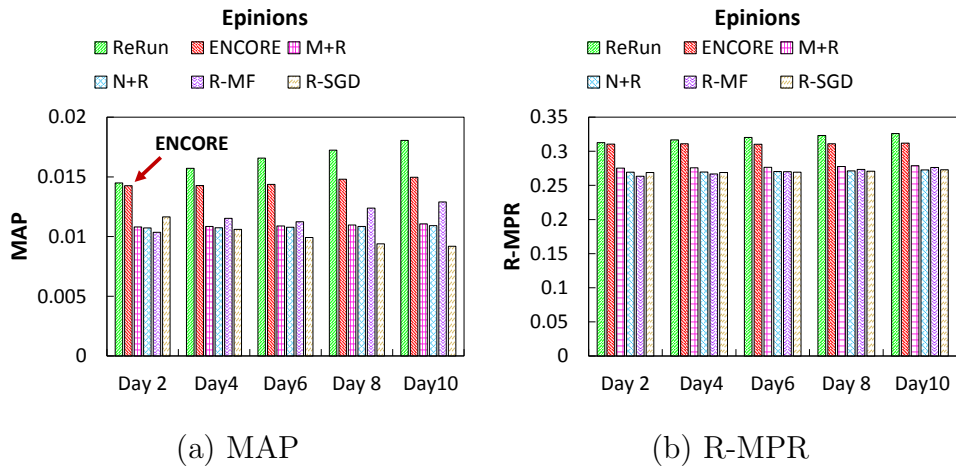 Epinions
ReRun ENCORE M+R
N+R R-MF R-SGD
0.02
0.015
0.01
0.005
0
MAP
ENCORE
Day 2 Day4 Day6 Day 8 Day10
(a) MAP
Epinions
ReRun ENCORE M+R
N+R R-MF R-SGD
0.35
0.3
0.25
0.2
0.15
0.1
0.05
0
R-MPR
Day 2 Day4 Day6 Day 8 Day10
(b) R-MPR